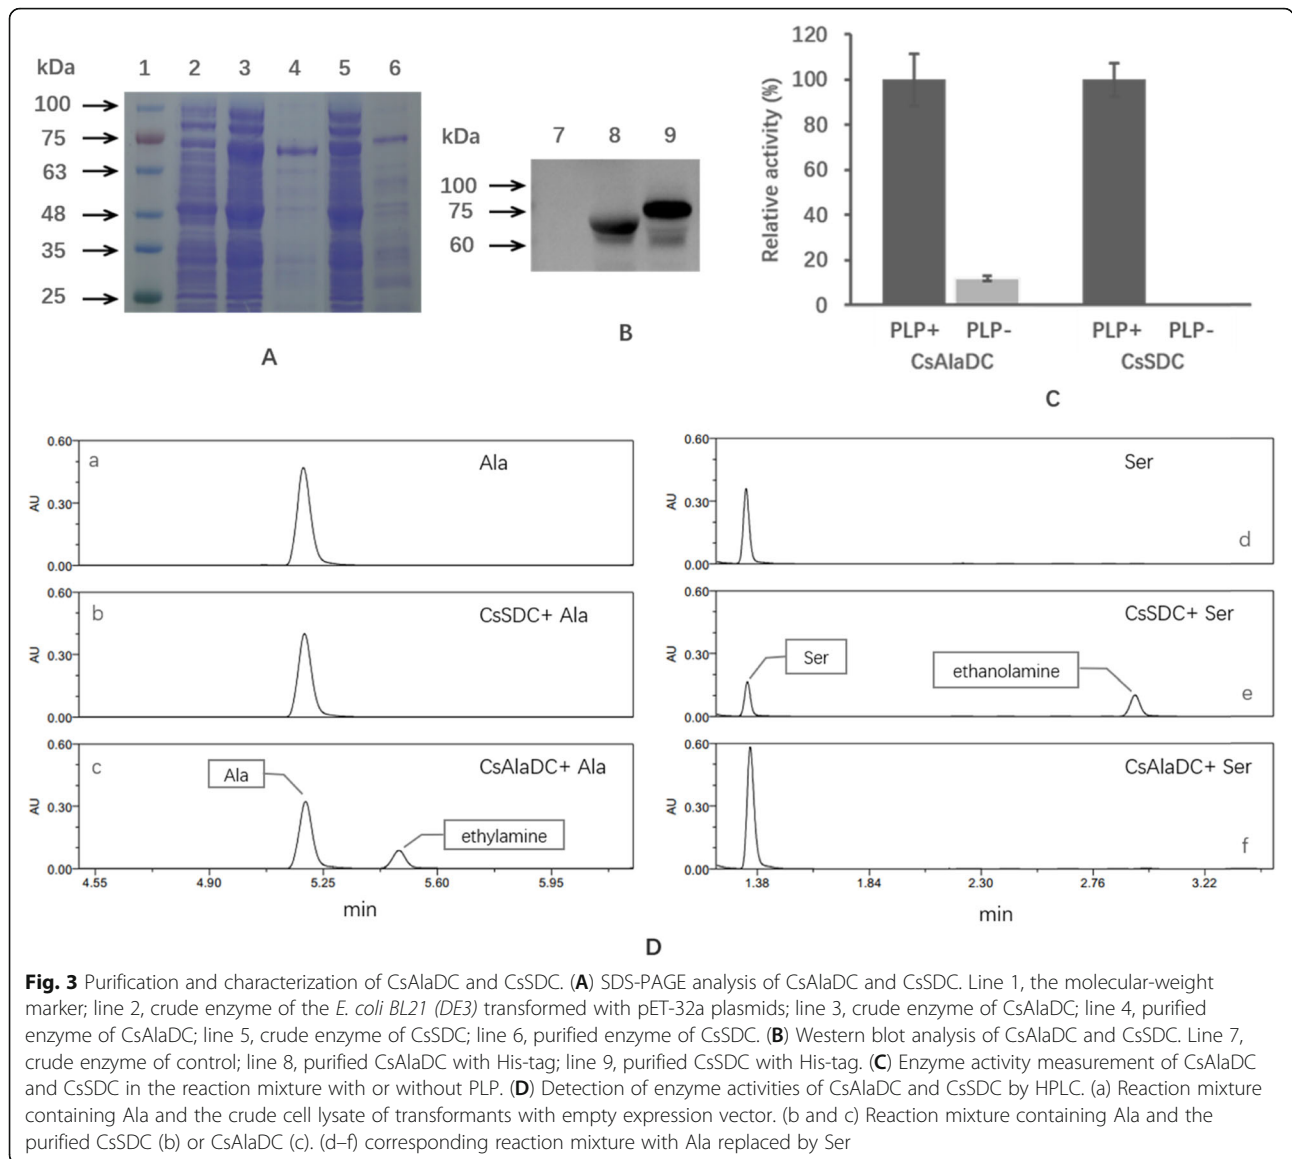 kDa 1 2 3 4 5 6
100
75
63
48
35
25
A
kDa 7 8 9
100
75
60
B
Relative activity (%)
120
100
80
60
40
20
0
PLP+ PLP- PLP+ PLP-
CsAlaDC CsSDC
C
0.60
a
Ala
AU
0.30
0.00
0.60
b
CsSDC+ Ala
AU
0.30
0.00
0.60
c
CsAlaDC+ Ala
Ala
AU
0.30
ethylamine
0.00
4.55 4.90 5.25 5.60 5.95
min
0.60
Ser
AU
0.30
d
0.00
0.60
CsSDC+ Ser
AU
0.30
Ser
ethanolamine
e
0.00
0.60
CsAlaDC+ Ser
AU
0.30
f
0.00
1.38 1.84 2.30 2.76 3.22
min
D
Fig. 3 Purification and characterization of CsAlaDC and CsSDC. (A) SDS-PAGE analysis of CsAlaDC and CsSDC. Line 1, the molecular-weight
marker; line 2, crude enzyme of the E. coli BL21 (DE3) transformed with pET-32a plasmids; line 3, crude enzyme of CsAlaDC; line 4, purified
enzyme of CsAlaDC; line 5, crude enzyme of CsSDC; line 6, purified enzyme of CsSDC. (B) Western blot analysis of CsAlaDC and CsSDC. Line 7,
crude enzyme of control; line 8, purified CsAlaDC with His-tag; line 9, purified CsSDC with His-tag. (C) Enzyme activity measurement of CsAlaDC
and CsSDC in the reaction mixture with or without PLP. (D) Detection of enzyme activities of CsAlaDC and CsSDC by HPLC. (a) Reaction mixture
containing Ala and the crude cell lysate of transformants with empty expression vector. (b and c) Reaction mixture containing Ala and the
purified CsSDC (b) or CsAlaDC (c). (d–f) corresponding reaction mixture with Ala replaced by Ser